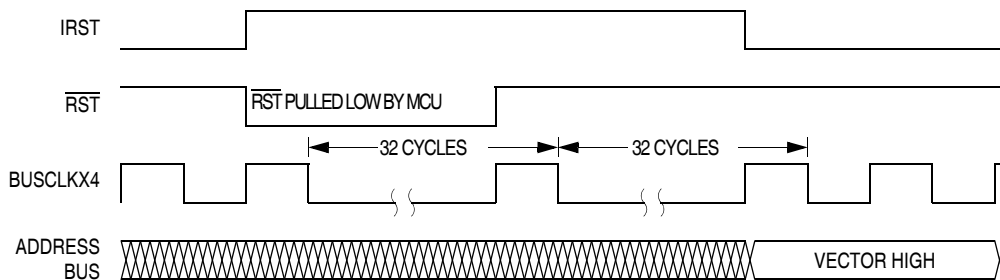 IRST
RST
RST PULLED LOW BY MCU
32 CYCLES
32 CYCLES
BUSCLKX4
ADDRESS
BUS
VECTOR HIGH